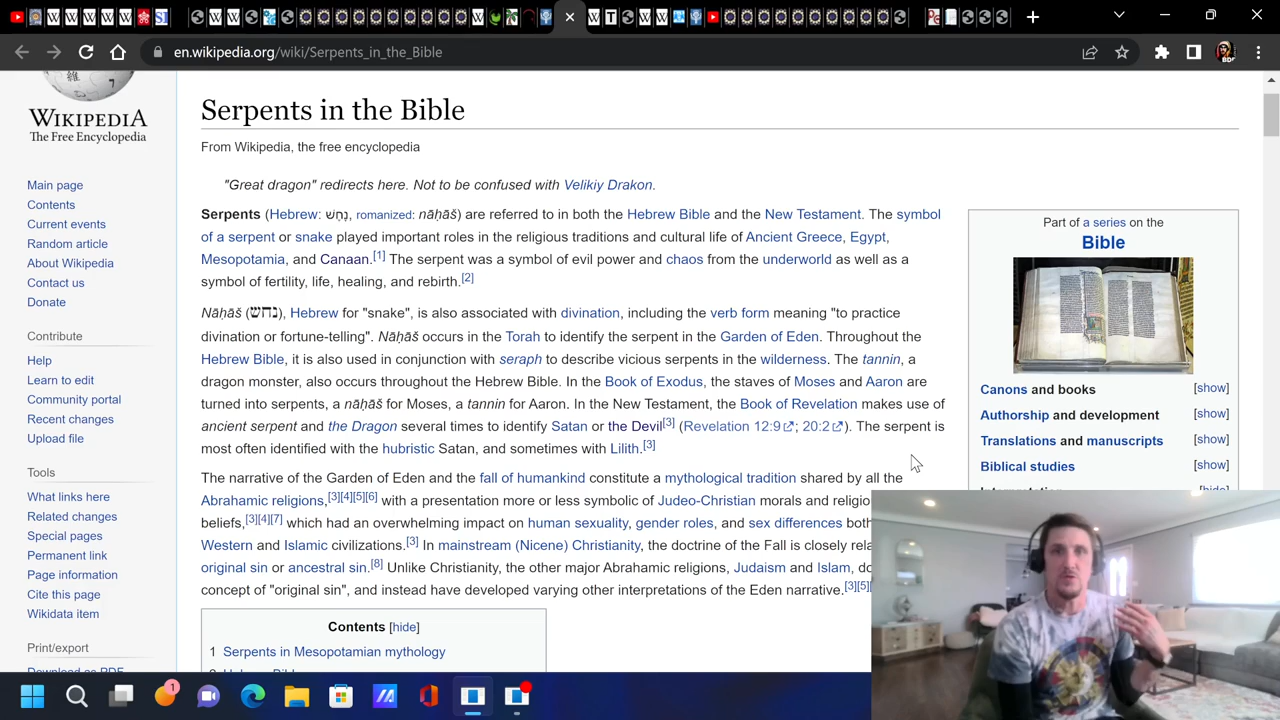 en.wikipedia.org/wiki/Serpents_in_the_Bible
WIKIPEDIA
The Free Encyclopedia
Main page
Contents
Current events
Random article
About Wikipedia
Contact us
Donate
Contribute
Help
Learn to edit
Community portal
Recent changes
Upload file
Tools
What links here
Related changes
Special pages
Permanent link
Page information
Cite this page
Wikidata item
Print/export
Download as PDF
Serpents in the Bible
From Wikipedia, the free encyclopedia
"Great dragon" redirects here. Not to be confused with Velikiy Drakon.
Serpents (Hebrew: נָחָשׁ, romanized: nāḥāš) are referred to in both the Hebrew Bible and the New Testament. The symbol
of a serpent or snake played important roles in the religious traditions and cultural life of Ancient Greece, Egypt,
Mesopotamia, and Canaan.[1] The serpent was a symbol of evil power and chaos from the underworld as well as a
symbol of fertility, life, healing, and rebirth.[2]
Nāḥāš (נחש), Hebrew for "snake", is also associated with divination, including the verb form meaning "to practice
divination or fortune-telling". Nāḥāš occurs in the Torah to identify the serpent in the Garden of Eden. Throughout the
Hebrew Bible, it is also used in conjunction with seraph to describe vicious serpents in the wilderness. The tannin, a
dragon monster, also occurs throughout the Hebrew Bible. In the Book of Exodus, the staves of Moses and Aaron are
turned into serpents, a nāḥāš for Moses, a tannin for Aaron. In the New Testament, the Book of Revelation makes use of
ancient serpent and the Dragon several times to identify Satan or the Devil[3] (Revelation 12:9; 20:2). The serpent is
most often identified with the hubristic Satan, and sometimes with Lilith.[3]
The narrative of the Garden of Eden and the fall of humankind constitute a mythological tradition shared by all the
Abrahamic religions,[3][4][5][6] with a presentation more or less symbolic of Judeo-Christian morals and religio
beliefs,[3][4][7] which had an overwhelming impact on human sexuality, gender roles, and sex differences both
Western and Islamic civilizations.[3] In mainstream (Nicene) Christianity, the doctrine of the Fall is closely rela
original sin or ancestral sin.[8] Unlike Christianity, the other major Abrahamic religions, Judaism and Islam, do
concept of "original sin", and instead have developed varying other interpretations of the Eden narrative.[3][5]
Contents [hide]
1 Serpents in Mesopotamian mythology
Part of a series on the
Bible
Canons and books [show]
Authorship and development [show]
Translations and manuscripts [show]
Biblical studies [show]
Interpretation [hide]
1